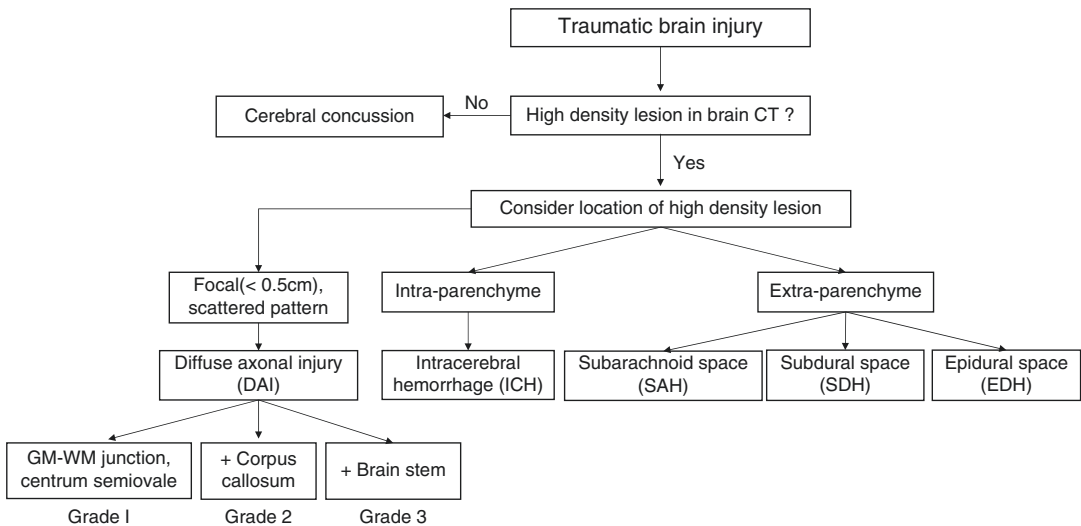 Traumatic brain injury
No
Cerebral concussion
High density lesion in brain CT ?
Yes
Consider location of high density lesion
Focal(< 0.5cm),
scattered pattern
Intra-parenchyme
Extra-parenchyme
Diffuse axonal injury
(DAI)
Intracerebral
hemorrhage (ICH)
Subarachnoid space
(SAH)
Subdural space
(SDH)
Epidural space
(EDH)
GM-WM junction,
centrum semiovale
+ Corpus
callosum
+ Brain stem
Grade I
Grade 2
Grade 3